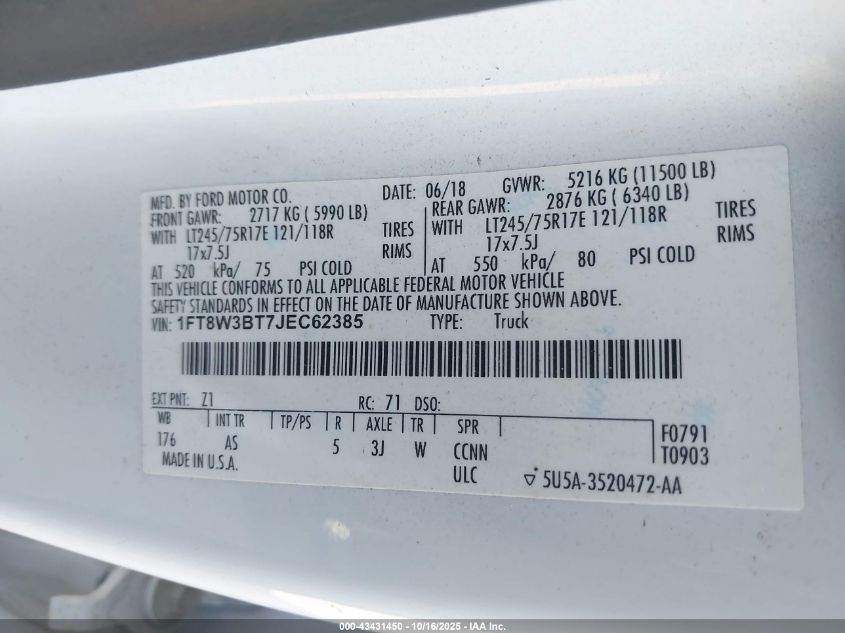 MFD. BY FORD MOTOR CO. DATE: 06/18 GVWR: 5216 KG (11500 LB)
FRONT GAWR: 2717 KG ( 5990 LB) REAR GAWR: 2876 KG ( 6340 LB)
WITH LT245/75R17E 121/118R TIRES WITH LT245/75R17E 121/118R TIRES
17x7.5J RIMS 17x7.5J RIMS
AT 520 kPa/ 75 PSI COLD AT 550 kPa/ 80 PSI COLD
THIS VEHICLE CONFORMS TO ALL APPLICABLE FEDERAL MOTOR VEHICLE
SAFETY STANDARDS IN EFFECT ON THE DATE OF MANUFACTURE SHOWN ABOVE.
VIN: 1FT8W3BT7JEC62385 TYPE: Truck
EXT PNT: Z1 RC: 71 DSO:
WB INT TR TP/PS R AXLE TR SPR F0791
176 AS 5 3J W CCNN T0903
MADE IN U.S.A. ULC 5U5A-3520472-AA
000-43431450 - 10/16/2025 - IAA Inc.